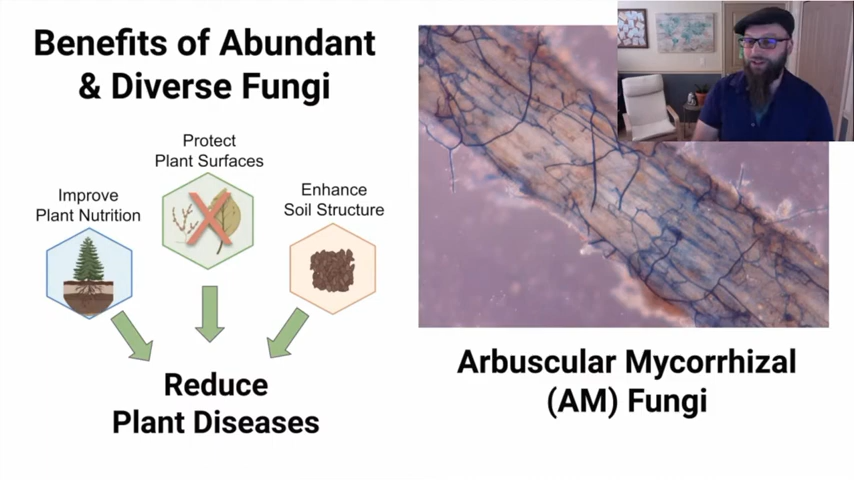 Benefits of Abundant
& Diverse Fungi
Protect
Plant Surfaces
Improve
Plant Nutrition
Enhance
Soil Structure
Reduce
Plant Diseases
Arbuscular Mycorrhizal
(AM) Fungi